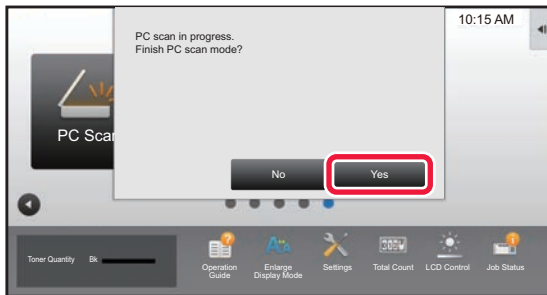 10:15 AM
PC scan in progress.
Finish PC scan mode?
PC Scan
No
Yes
Toner Quantity
Bk
Operation
Guide
Enlarge
Display Mode
Settings
Total Count
LCD Control
Job Status